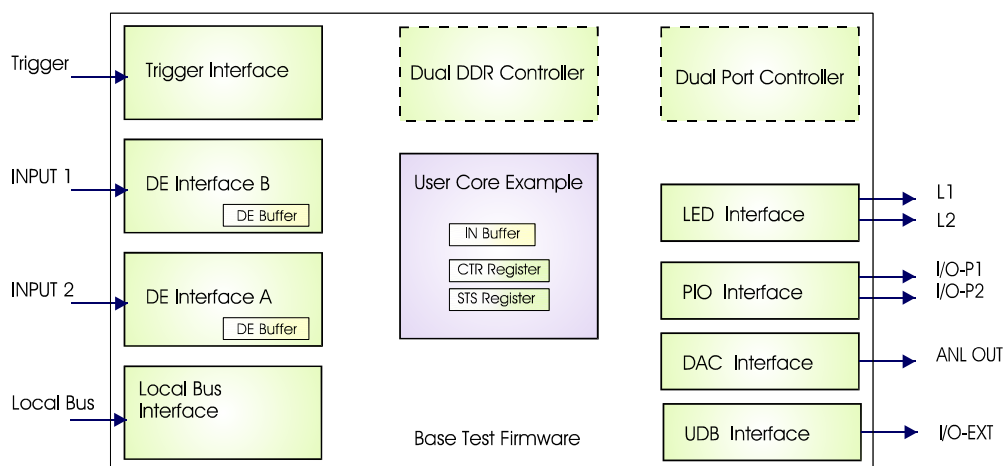 Trigger
Trigger Interface
Dual DDR Controller
Dual Port Controller
INPUT 1
DE Interface B
DE Buffer
User Core Example
IN Buffer
CTR Register
STS Register
LED Interface
L1
L2
INPUT 2
DE Interface A
DE Buffer
PIO Interface
I/O-P1
I/O-P2
DAC Interface
ANL OUT
Local Bus
Local Bus
Interface
Base Test Firmware
UDB Interface
I/O-EXT